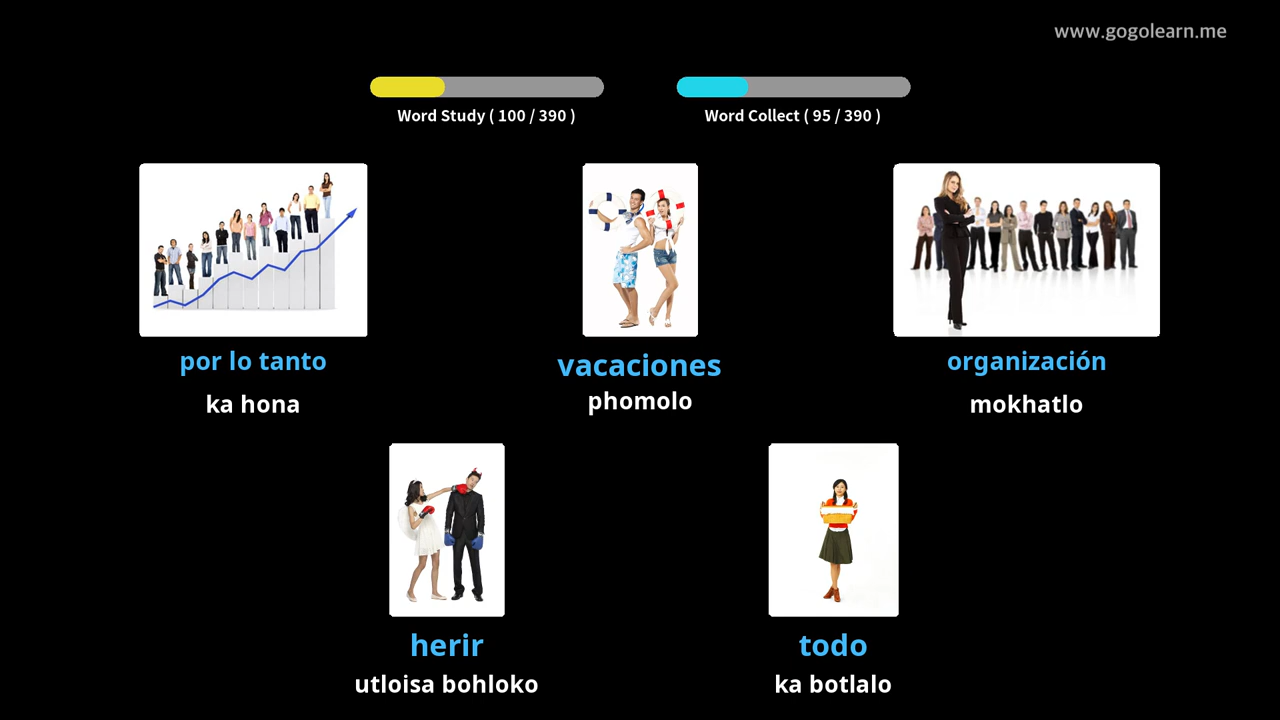 www.gogolearn.me
Word Study ( 100 / 390 )
Word Collect ( 95 / 390 )
por lo tanto
ka hona
vacaciones
phomolo
organización
mokhatlo
herir
utloisa bohloko
todo
ka botlalo